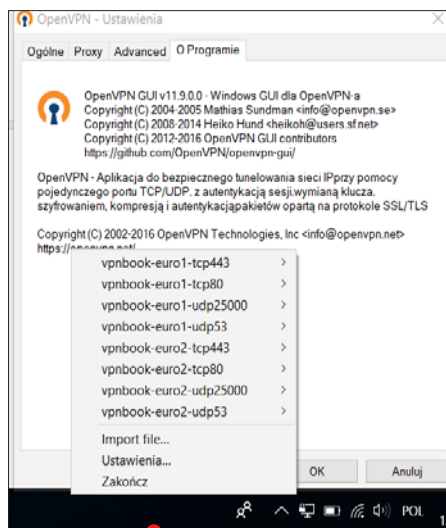 OpenVPN - Ustawienia
Ogólne Proxy Advanced O Programie
OpenVPN GUI v11.9.0.0 - Windows GUI dla OpenVPN-a
Copyright (C) 2004-2005 Mathias Sundman <info@openvpn.se>
Copyright (C) 2008-2014 Heiko Hund <heikoh@users.sf.net>
Copyright (C) 2012-2016 OpenVPN GUI contributors
https://github.com/OpenVPN/openvpn-gui/
OpenVPN - Aplikacja do bezpiecznego tunelowania sieci IPprzy pomocy
pojedynczego portu TCP/UDP. z autentykacją sesji,wymianą klucza.
szyfrowaniem, kompresją i autentykacjąpakietów opartą na protokole SSL/TLS
Copyright (C) 2002-2016 OpenVPN Technologies, Inc <info@openvpn.net>
https://openvpn.net/
vpnbook-euro1-tcp443
vpnbook-euro1-tcp80
vpnbook-euro1-udp25000
vpnbook-euro1-udp53
vpnbook-euro2-tcp443
vpnbook-euro2-tcp80
vpnbook-euro2-udp25000
vpnbook-euro2-udp53
Import file...
Ustawienia...
Zakończ
OK Anuluj
POL
1